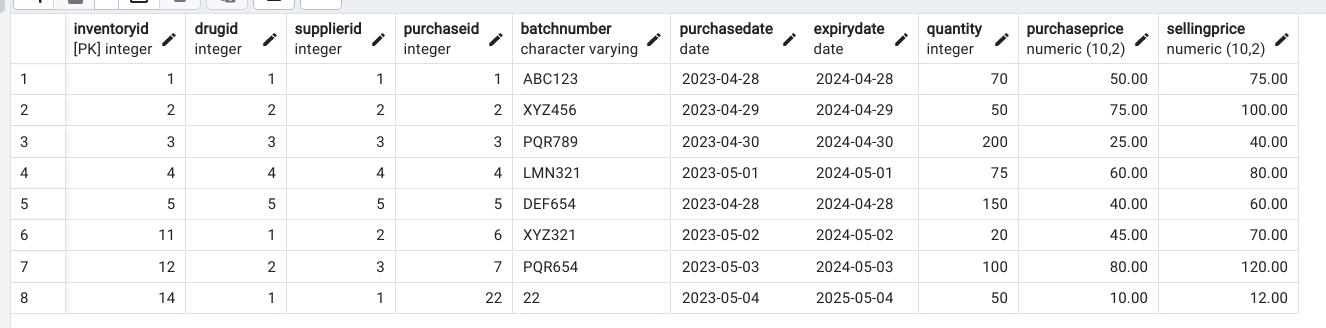 inventoryid drugid supplierid purchaseid batchnumber purchasedate expirydate quantity purchaseprice sellingprice
[PK] integer integer integer integer character varying date date integer numeric (10,2) numeric (10,2)
1 1 1 1 1 ABC123 2023-04-28 2024-04-28 70 50.00 75.00
2 2 2 2 2 XYZ456 2023-04-29 2024-04-29 50 75.00 100.00
3 3 3 3 3 PQR789 2023-04-30 2024-04-30 200 25.00 40.00
4 4 4 4 4 LMN321 2023-05-01 2024-05-01 75 60.00 80.00
5 5 5 5 5 DEF654 2023-04-28 2024-04-28 150 40.00 60.00
6 11 1 2 6 XYZ321 2023-05-02 2024-05-02 20 45.00 70.00
7 12 2 3 7 PQR654 2023-05-03 2024-05-03 100 80.00 120.00
8 14 1 1 22 22 2023-05-04 2025-05-04 50 10.00 12.00